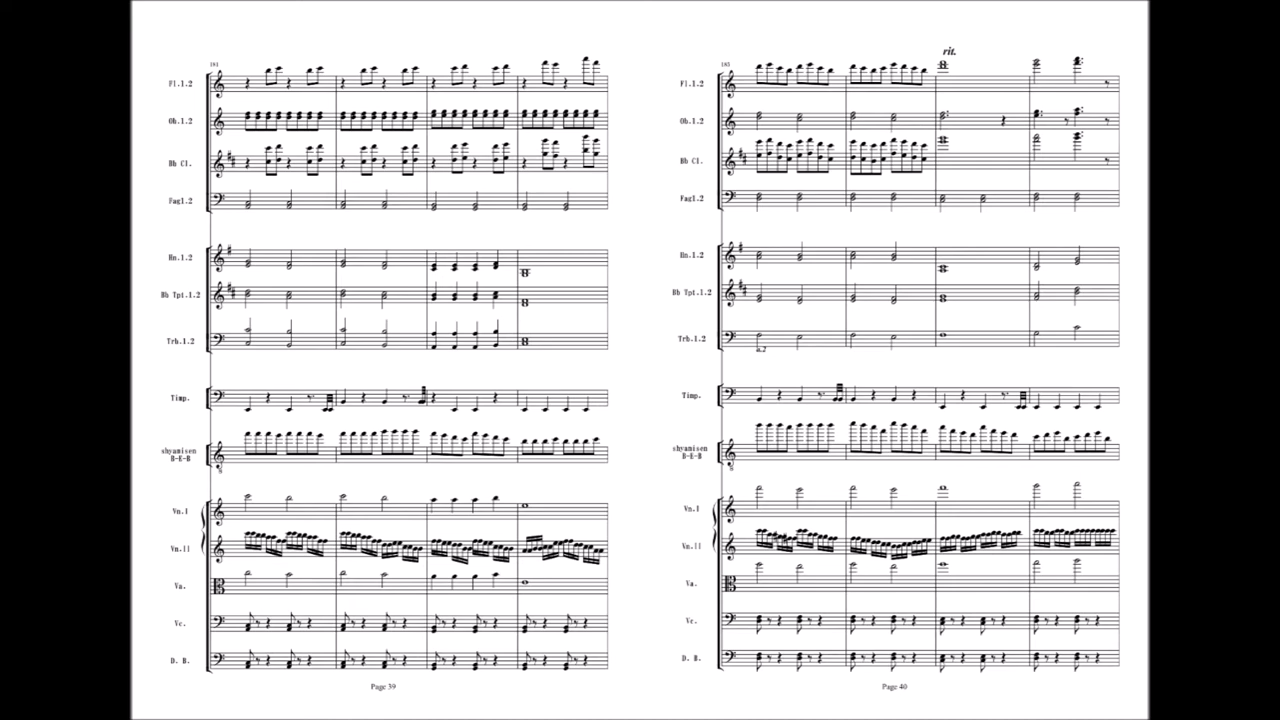 181
Fl.1.2
Ob.1.2
Bb Cl.
Fag1.2
Hn.1.2
Bb Tpt.1.2
Trb.1.2
Timp.
shyamisen
B-E-B
Vn.I
Vn.II
Va.
Vc.
D. B.
Page 39
rit.
185
Fl.1.2
Ob.1.2
Bb Cl.
Fag1.2
Hn.1.2
Bb Tpt.1.2
Trb.1.2
a.2
Timp.
shyamisen
B-E-B
Vn.I
Vn.II
Va.
Vc.
D. B.
Page 40